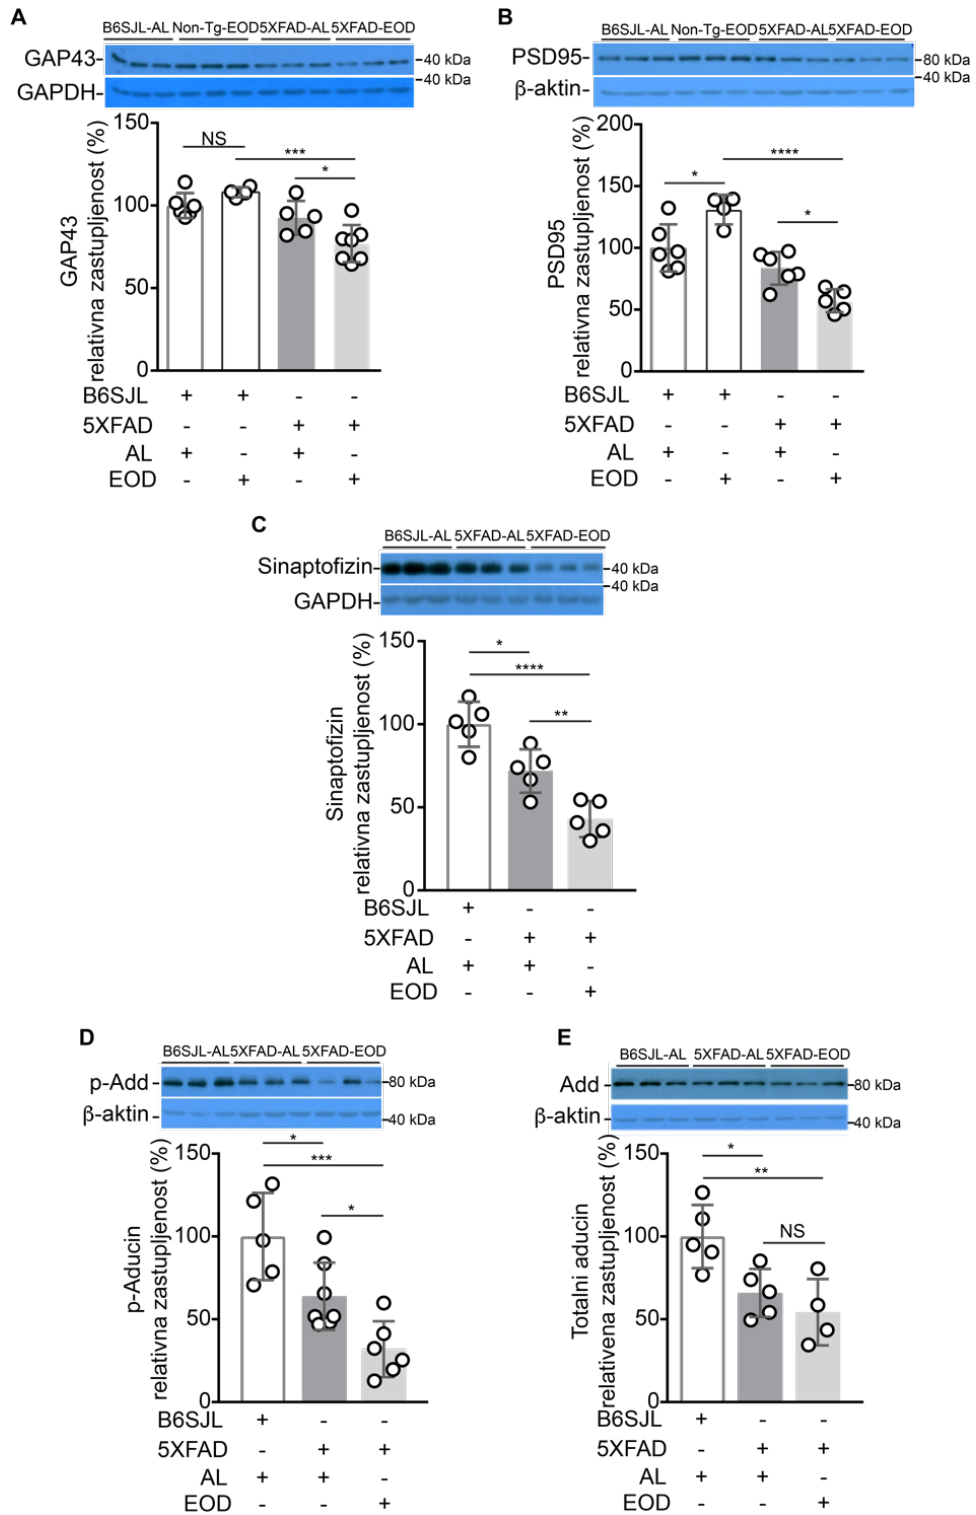 A
B6SJL-AL Non-Tg-EOD 5XFAD-AL 5XFAD-EOD
GAP43-
-40 kDa
-40 kDa
GAPDH-
GAP43
relativna zastupljenost (%)
150
100
50
0
NS
***
*
B6SJL + + - -
5XFAD - - + +
AL + - + -
EOD - + - +
B
B6SJL-AL Non-Tg-EOD 5XFAD-AL 5XFAD-EOD
PSD95-
-80 kDa
-40 kDa
β-aktin-
PSD95
relativna zastupljenost (%)
200
150
100
50
0
****
*
*
B6SJL + + - -
5XFAD - - + +
AL + - + -
EOD - + - +
C
B6SJL-AL 5XFAD-AL 5XFAD-EOD
Sinaptofizin-
-40 kDa
-40 kDa
GAPDH-
Sinaptofizin
relativna zastupljenost (%)
150
100
50
0
*
****
**
B6SJL + - -
5XFAD - + +
AL + + -
EOD - - +
D
B6SJL-AL 5XFAD-AL 5XFAD-EOD
p-Add -
-80 kDa
β-aktin -
-40 kDa
p-Aducin
relativna zastupljenost (%)
150
100
50
0
*
***
*
B6SJL + - -
5XFAD - + +
AL + + -
EOD - - +
E
B6SJL-AL 5XFAD-AL 5XFAD-EOD
Add -
-80 kDa
β-aktin-
-40 kDa
Totalni aducin
relativena zastupljenost (%)
150
100
50
0
*
**
NS
B6SJL + - -
5XFAD - + +
AL + + -
EOD - - +